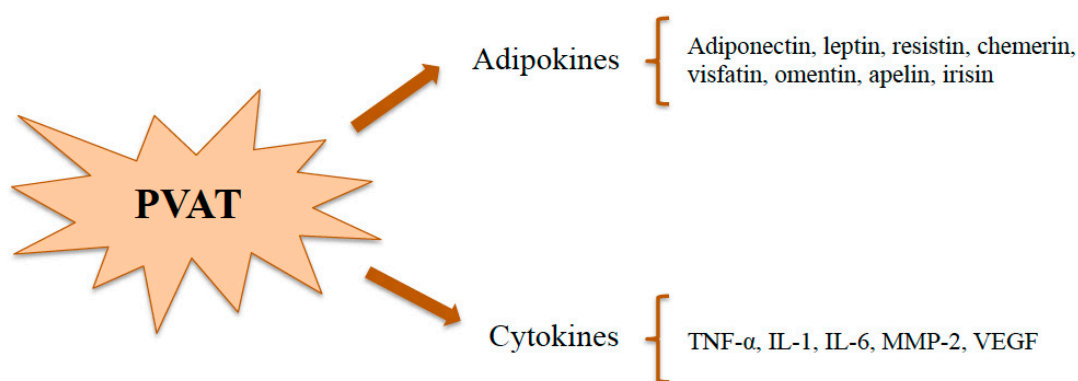 PVAT
Adipokines
Adiponectin, leptin, resistin, chemerin,
visfatin, omentin, apelin, irisin
Cytokines
TNF-α, IL-1, IL-6, MMP-2, VEGF